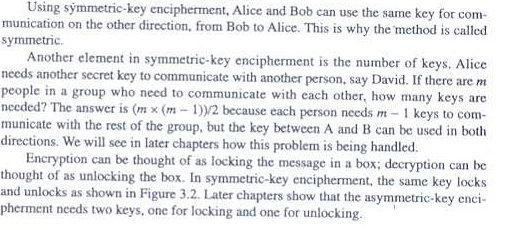 Using symmetric-key encipherment, Alice and Bob can use the same key for com-
munication on the other direction, from Bob to Alice. This is why the method is called
symmetric.
Another element in symmetric-key encipherment is the number of keys. Alice
needs another secret key to communicate with another person, say David. If there are m
people in a group who need to communicate with each other, how many keys are
needed? The answer is (m × (m − 1))/2 because each person needs m − 1 keys to com-
municate with the rest of the group, but the key between A and B can be used in both
directions. We will see in later chapters how this problem is being handled.
Encryption can be thought of as locking the message in a box; decryption can be
thought of as unlocking the box. In symmetric-key encipherment, the same key locks
and unlocks as shown in Figure 3.2. Later chapters show that the asymmetric-key enci-
pherment needs two keys, one for locking and one for unlocking.